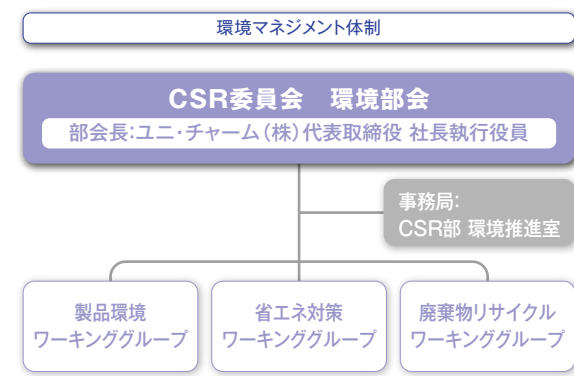 環境マネジメント体制
CSR委員会 環境部会
部会長:ユニ・チャーム(株)代表取締役 社長執行役員
事務局:
CSR部 環境推進室
製品環境
ワーキンググループ
省エネ対策
ワーキンググループ
廃棄物リサイクル
ワーキンググループ